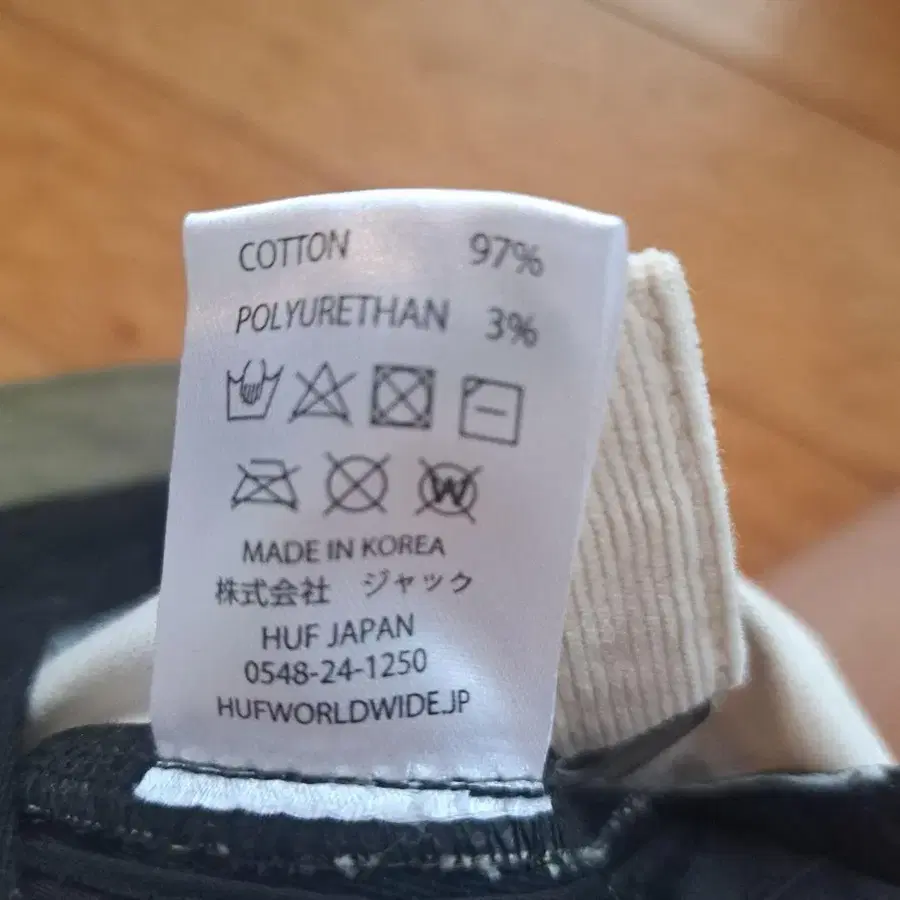 COTTON 97%
POLYURETHAN 3%
W
MADE IN KOREA
株式会社 ジャック
HUF JAPAN
0548-24-1250
HUFWORLDWIDE.JP